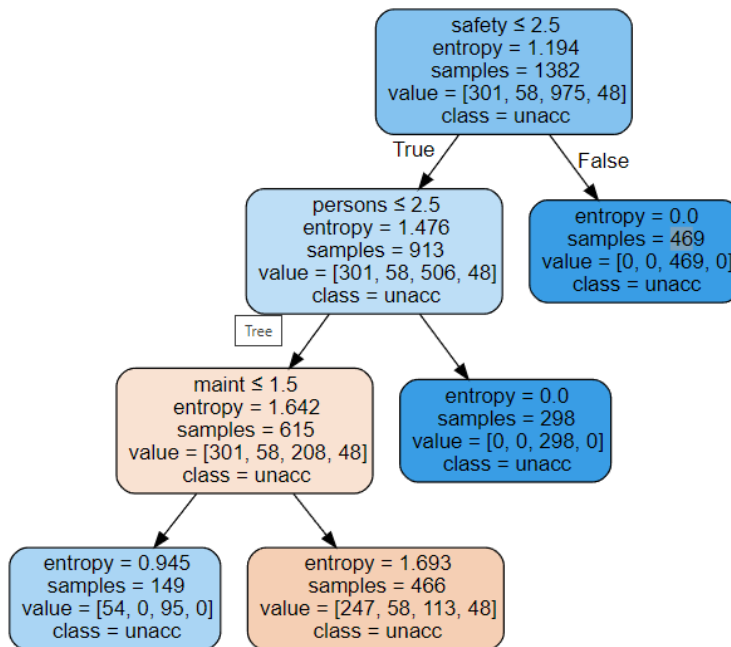 safety ≤ 2.5
entropy = 1.194
samples = 1382
value = [301, 58, 975, 48]
class = unacc
True
False
persons ≤ 2.5
entropy = 1.476
samples = 913
value = [301, 58, 506, 48]
class = unacc
entropy = 0.0
samples = 469
value = [0, 0, 469, 0]
class = unacc
Tree
maint ≤ 1.5
entropy = 1.642
samples = 615
value = [301, 58, 208, 48]
class = unacc
entropy = 0.0
samples = 298
value = [0, 0, 298, 0]
class = unacc
entropy = 0.945
samples = 149
value = [54, 0, 95, 0]
class = unacc
entropy = 1.693
samples = 466
value = [247, 58, 113, 48]
class = unacc